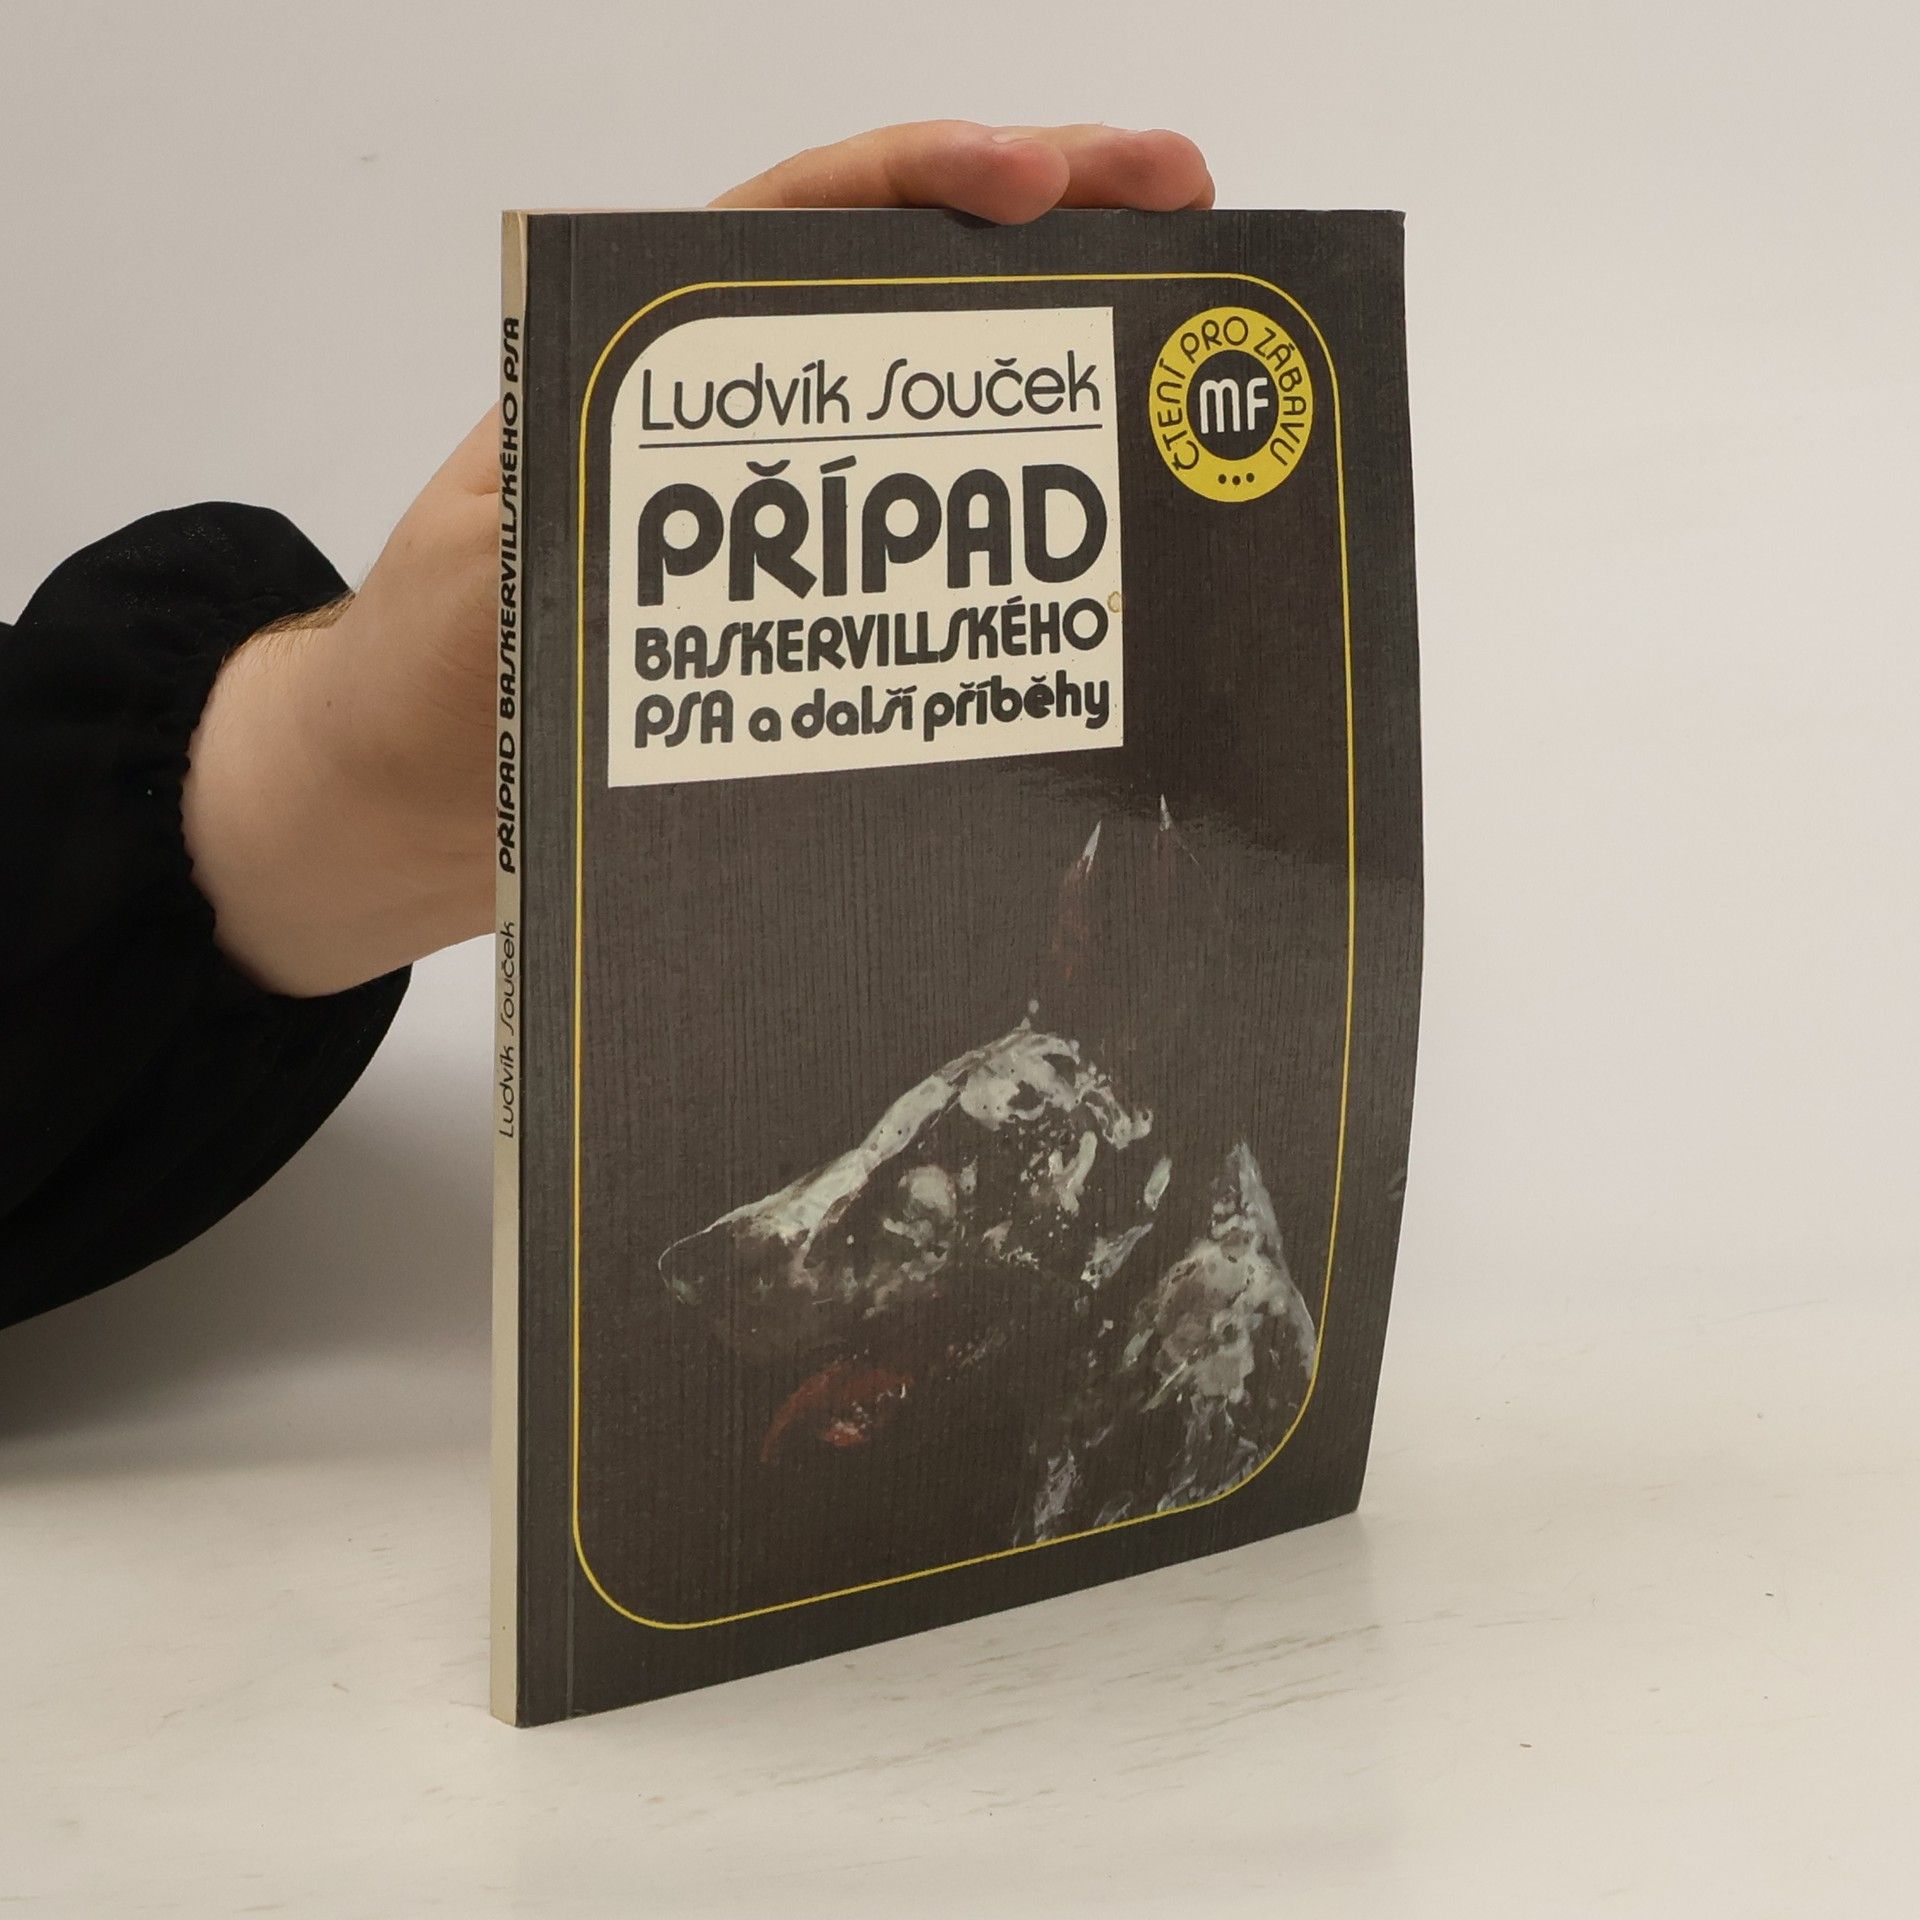 Ludvík Souček
PŘÍPAD
BASKERVILLSKÉHO
PSA a další příběhy
ČTENÍ PRO ZÁBAVU
MF
Ludvík Souček PŘÍPAD BASKERVILLSKÉHO PSA